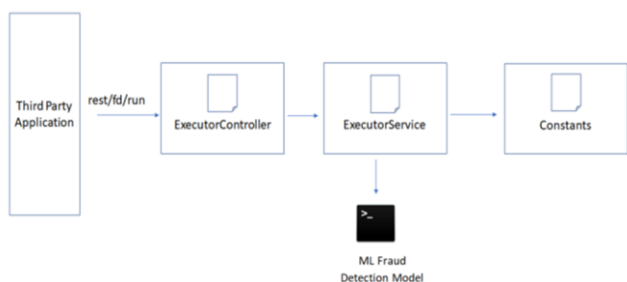 Third Party
Application
rest/fd/run
ExecutorController
ExecutorService
Constants
>_
ML Fraud
Detection Model